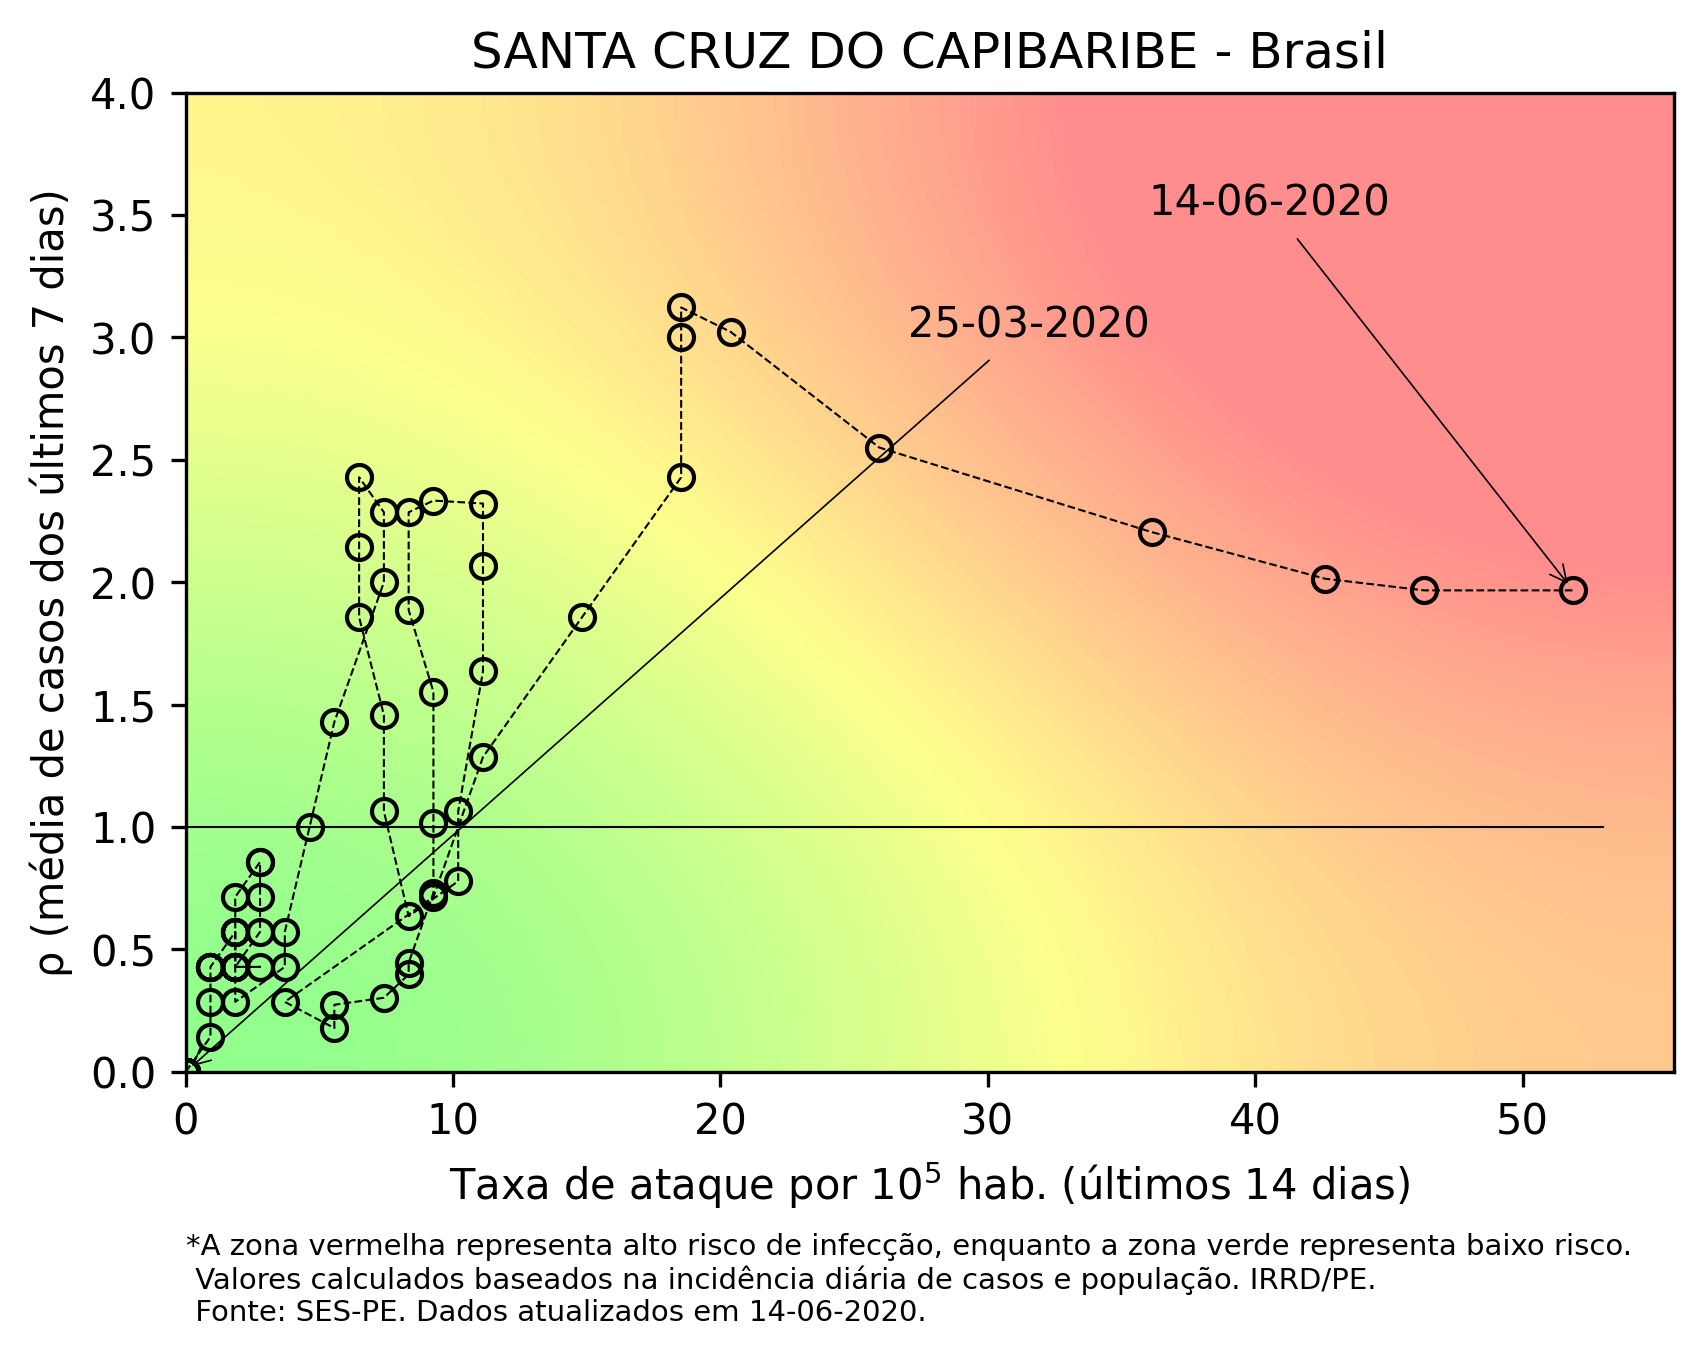 SANTA CRUZ DO CAPIBARIBE - Brasil
4.0
3.5
3.0
2.5
2.0
1.5
1.0
0.5
0.0
ρ (média de casos dos últimos 7 dias)
14-06-2020
25-03-2020
0 10 20 30 40 50
Taxa de ataque por 10⁵ hab. (últimos 14 dias)
*A zona vermelha representa alto risco de infecção, enquanto a zona verde representa baixo risco.
Valores calculados baseados na incidência diária de casos e população. IRRD/PE.
Fonte: SES-PE. Dados atualizados em 14-06-2020.